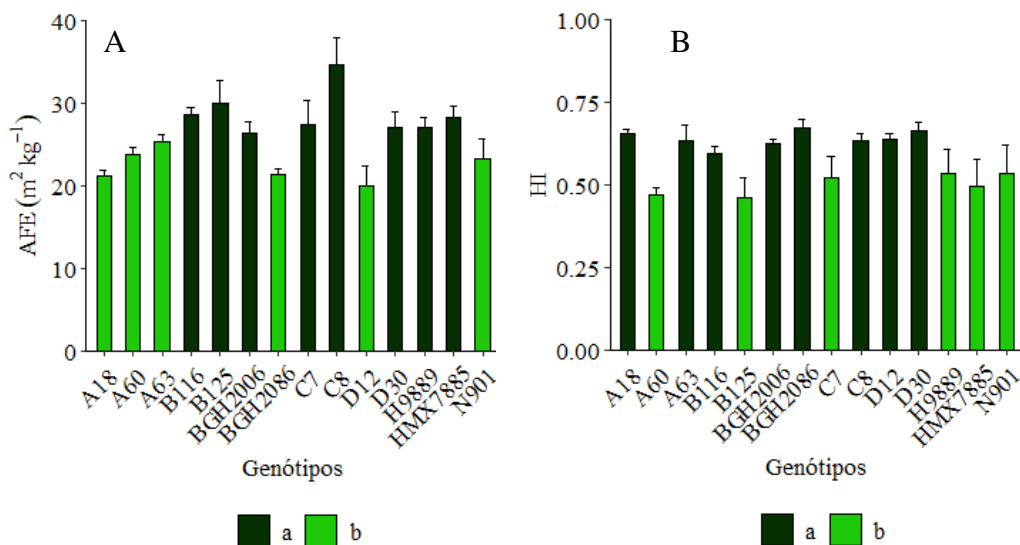 A
AFE (m² kg⁻¹)
40
30
20
10
0
A18
A60
A63
B116
B125
BGH2006
BGH2086
C7
C8
D12
D30
H9889
HMX7885
N901
Genótipos
a
b
B
HI
1.00
0.75
0.50
0.25
0.00
A18
A60
A63
B116
B125
BGH2006
BGH2086
C7
C8
D12
D30
H9889
HMX7885
N901
Genótipos
a
b